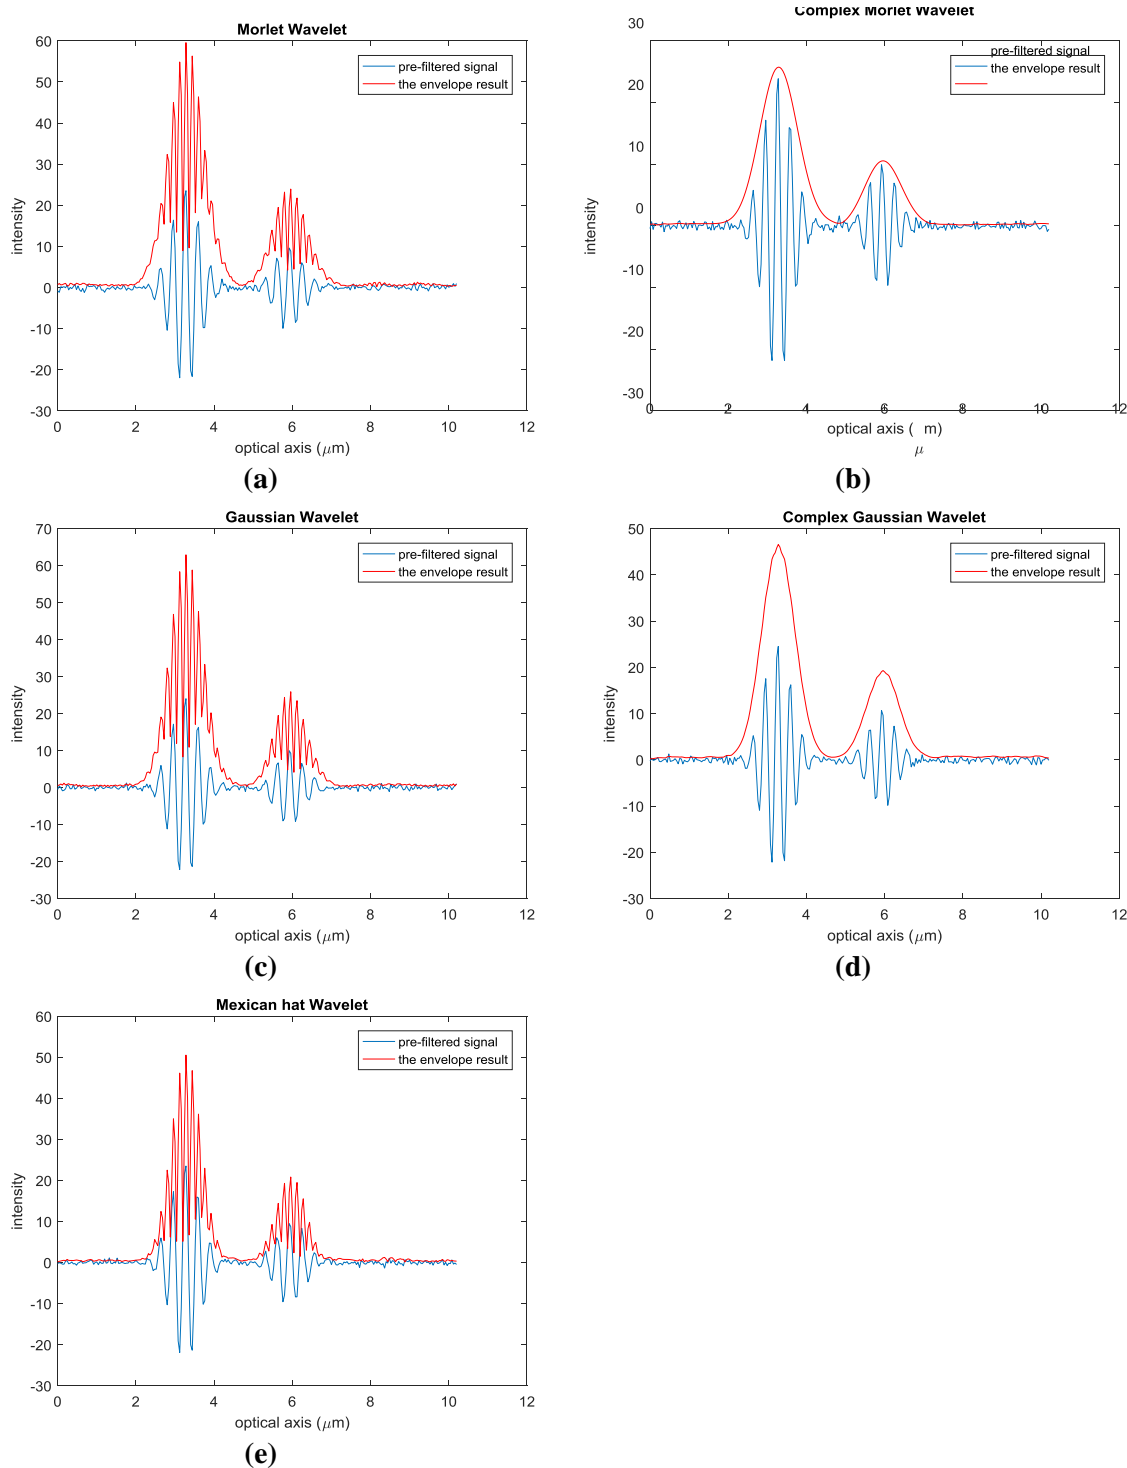 Morlet Wavelet
60
50
40
30
20
10
0
-10
-20
-30
intensity
pre-filtered signal
the envelope result
0 2 4 6 8 10 12
optical axis (μm)
(a)
Complex Morlet Wavelet
30
20
10
0
-10
20
-30
intensity
pre-filtered signal
the envelope result
0 2 4 6 8 10 12
optical axis ( m)
μ
(b)
Gaussian Wavelet
70
60
50
40
30
20
10
0
-10
-20
-30
intensity
pre-filtered signal
the envelope result
0 2 4 6 8 10 12
optical axis (μm)
(c)
Complex Gaussian Wavelet
50
40
30
20
10
0
-10
-20
-30
intensity
pre-filtered signal
the envelope result
0 2 4 6 8 10 12
optical axis (μm)
(d)
Mexican hat Wavelet
60
50
40
30
20
10
0
-10
-20
-30
intensity
pre-filtered signal
the envelope result
0 2 4 6 8 10 12
optical axis (μm)
(e)